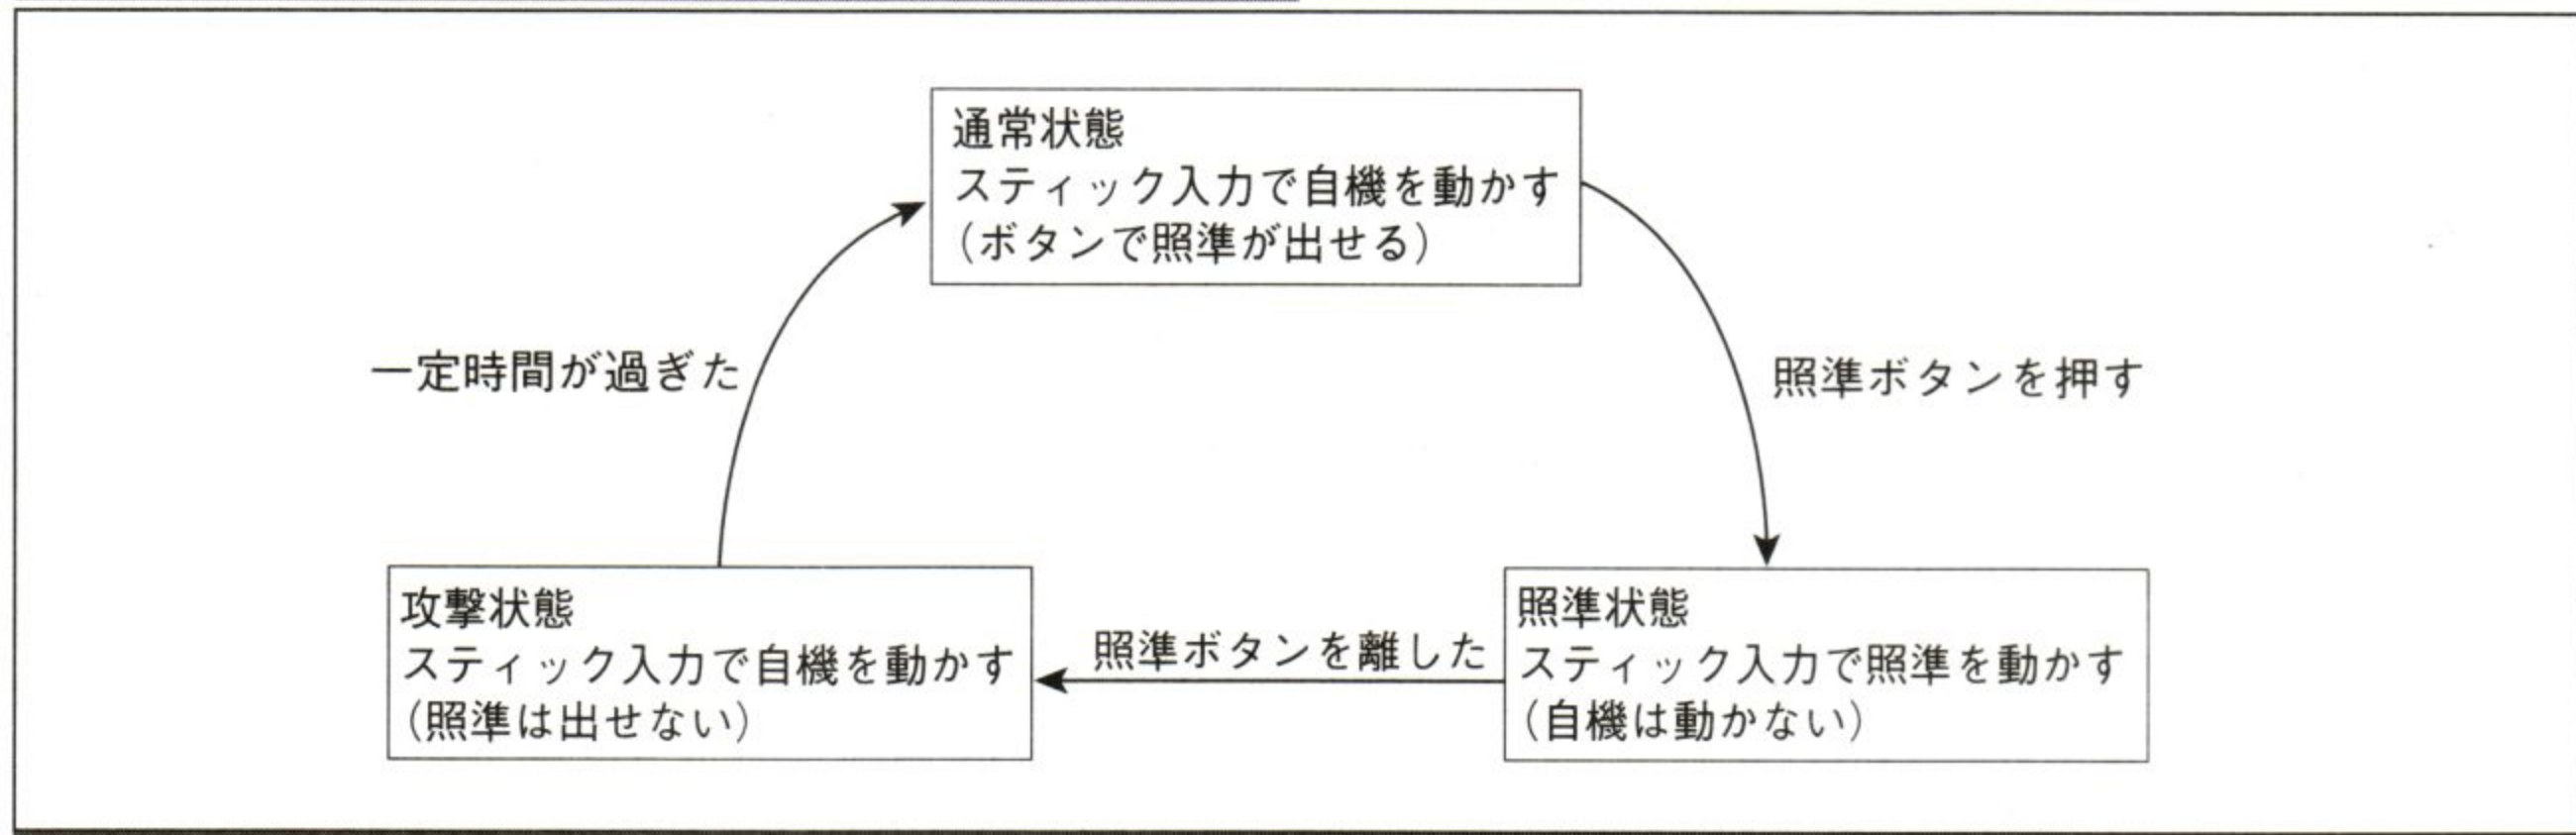 通常状態
スティック入力で自機を動かす
（ボタンで照準が出せる）
一定時間が過ぎた
照準ボタンを押す
攻撃状態
スティック入力で自機を動かす
（照準は出せない）
照準ボタンを離した
照準状態
スティック入力で照準を動かす
（自機は動かない）